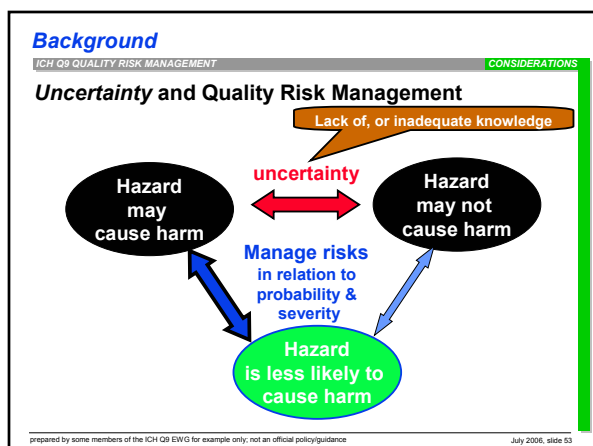 Background
ICH Q9 QUALITY RISK MANAGEMENT
CONSIDERATIONS
Uncertainty and Quality Risk Management
Lack of, or inadequate knowledge
uncertainty
Hazard
may
cause harm
Hazard
may not
cause harm
Manage risks
in relation to
probability &
severity
Hazard
is less likely to
cause harm
prepared by some members of the ICH Q9 EWG for example only; not an official policy/guidance
July 2006, slide 53